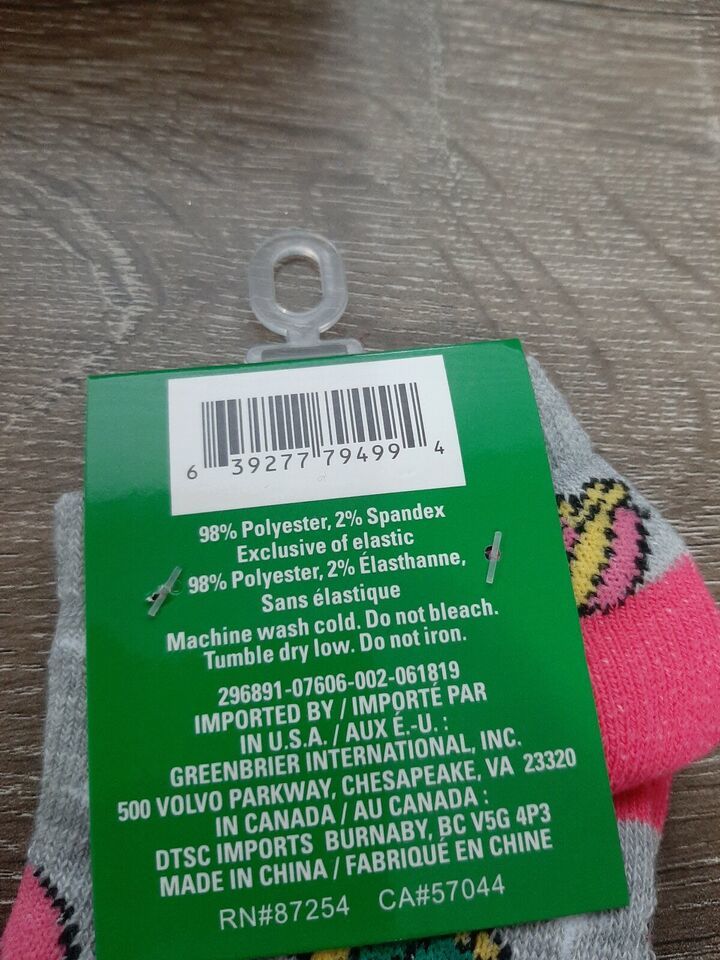 6 39277 79499 4
98% Polyester, 2% Spandex
Exclusive of elastic
98% Polyester, 2% Élasthanne,
Sans élastique
Machine wash cold. Do not bleach.
Tumble dry low. Do not iron.
296891-07606-002-061819
IMPORTED BY / IMPORTÉ PAR
IN U.S.A. / AUX É.-U. :
GREENBRIER INTERNATIONAL, INC.
500 VOLVO PARKWAY, CHESAPEAKE, VA 23320
IN CANADA / AU CANADA :
DTSC IMPORTS BURNABY, BC V5G 4P3
MADE IN CHINA / FABRIQUÉ EN CHINE
RN#87254 CA#57044